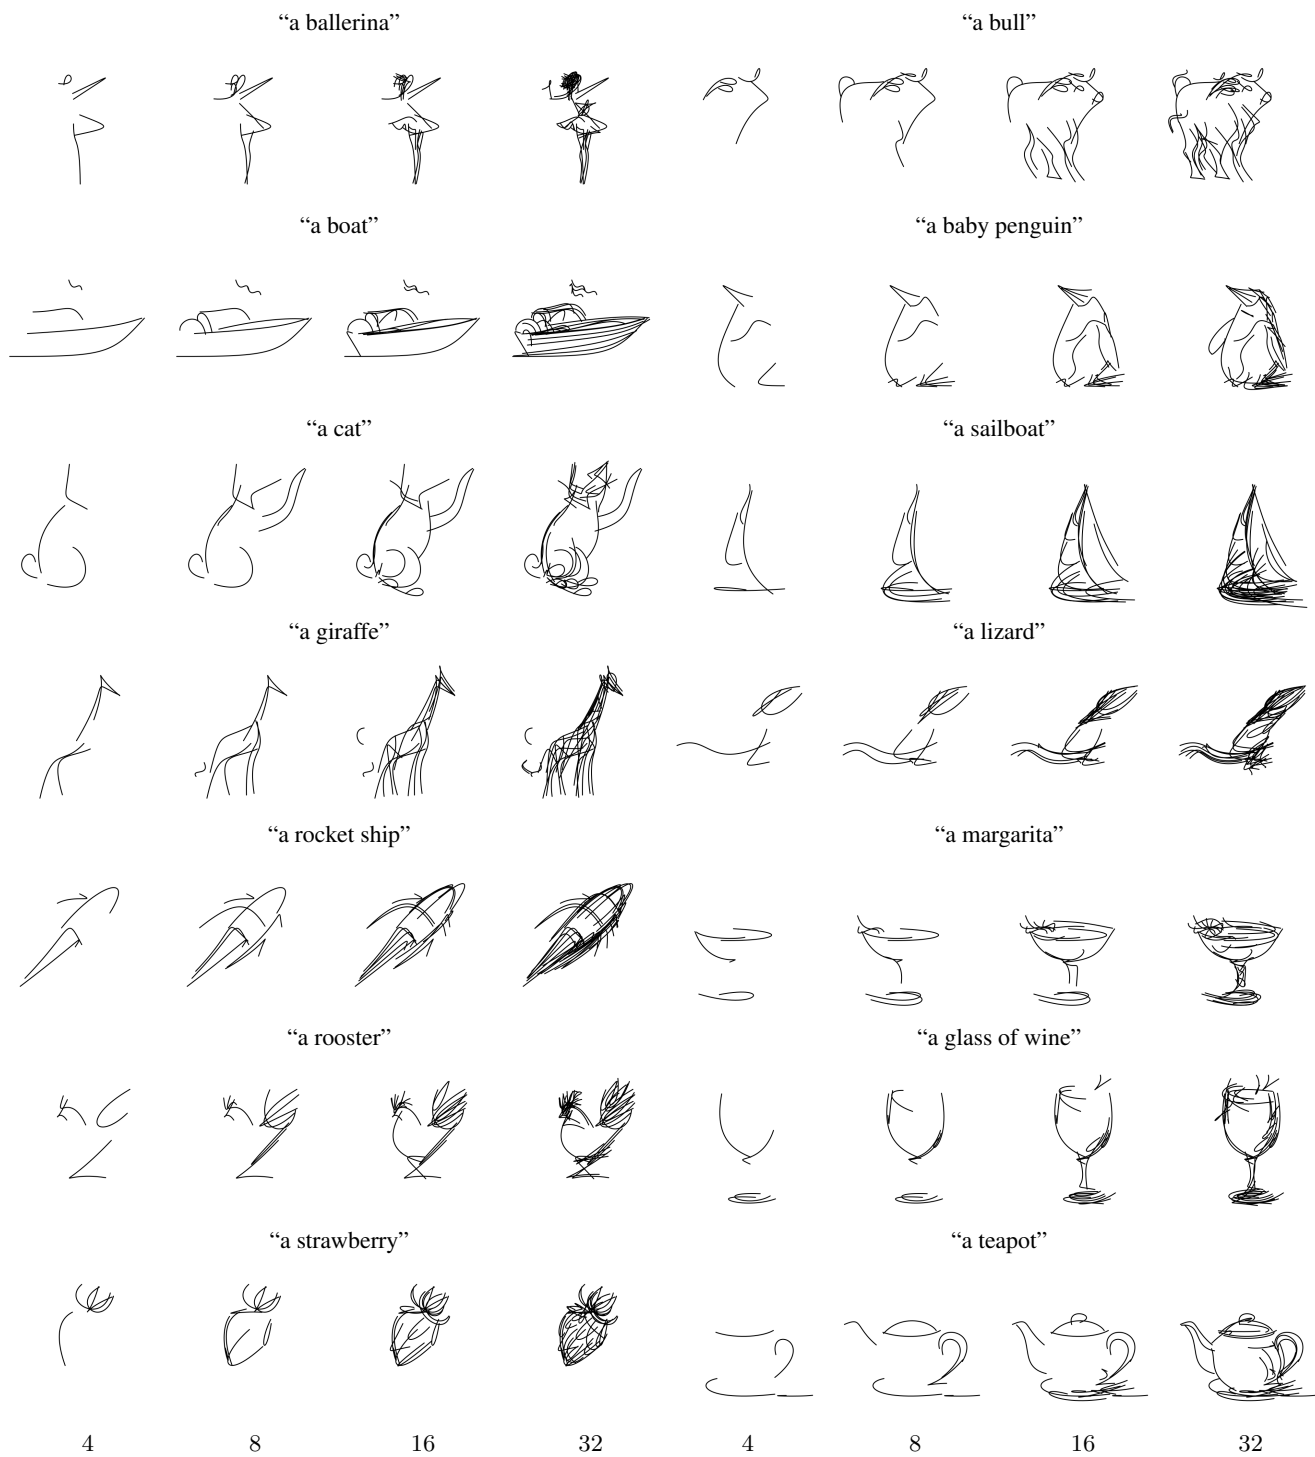 “a ballerina”
“a bull”
“a boat”
“a baby penguin”
“a cat”
“a sailboat”
“a giraffe”
“a lizard”
“a rocket ship”
“a margarita”
“a rooster”
“a glass of wine”
“a strawberry”
“a teapot”
4 8 16 32 4 8 16 32